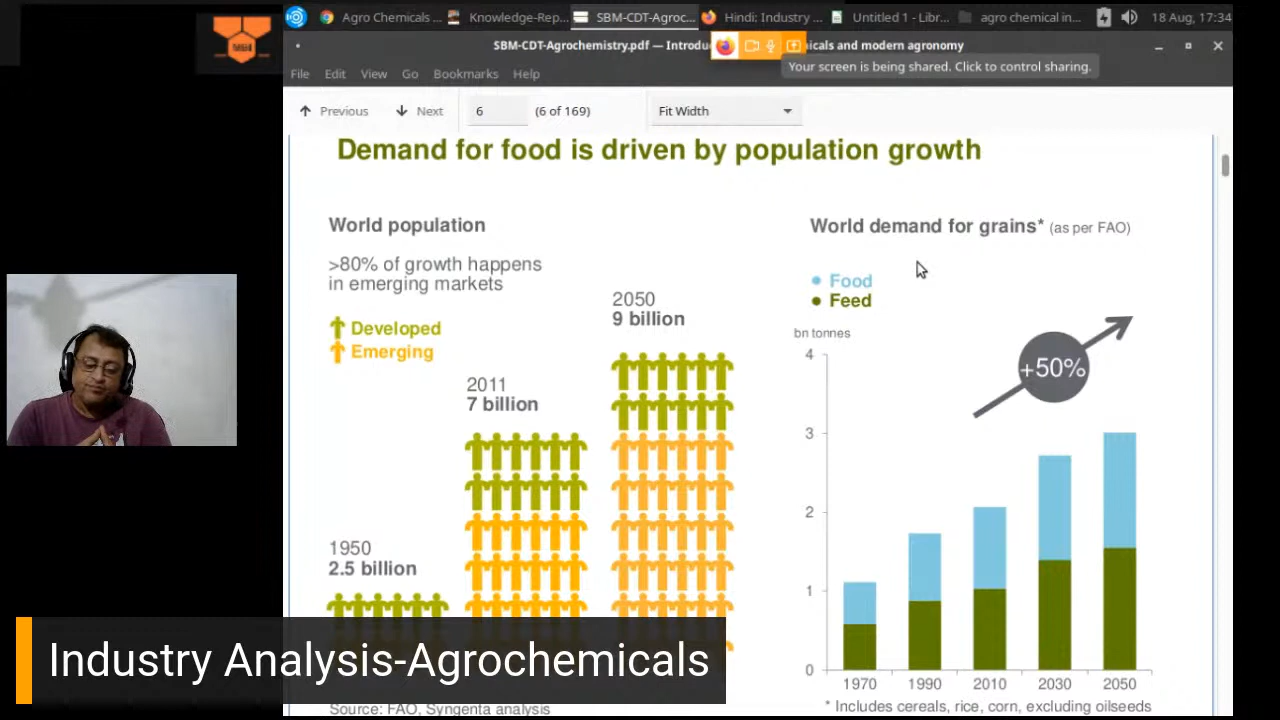 Agro Chemicals ...
Knowledge-Rep...
SBM-CDT-Agroc...
Hindi: Industry ...
Untitled 1 - Libr...
agro chemical in...
18 Aug, 17:34
SBM-CDT-Agrochemistry.pdf — Introdu
icals and modern agronomy
Your screen is being shared. Click to control sharing.
File Edit View Go Bookmarks Help
Previous Next 6 (6 of 169) Fit Width
Demand for food is driven by population growth
World population
>80% of growth happens
in emerging markets
Developed
Emerging
1950
2.5 billion
2011
7 billion
2050
9 billion
World demand for grains* (as per FAO)
Food
Feed
bn tonnes
+50%
4
3
2
1
0
1970 1990 2010 2030 2050
* Includes cereals, rice, corn, excluding oilseeds
Source: FAO, Syngenta analysis
Industry Analysis-Agrochemicals